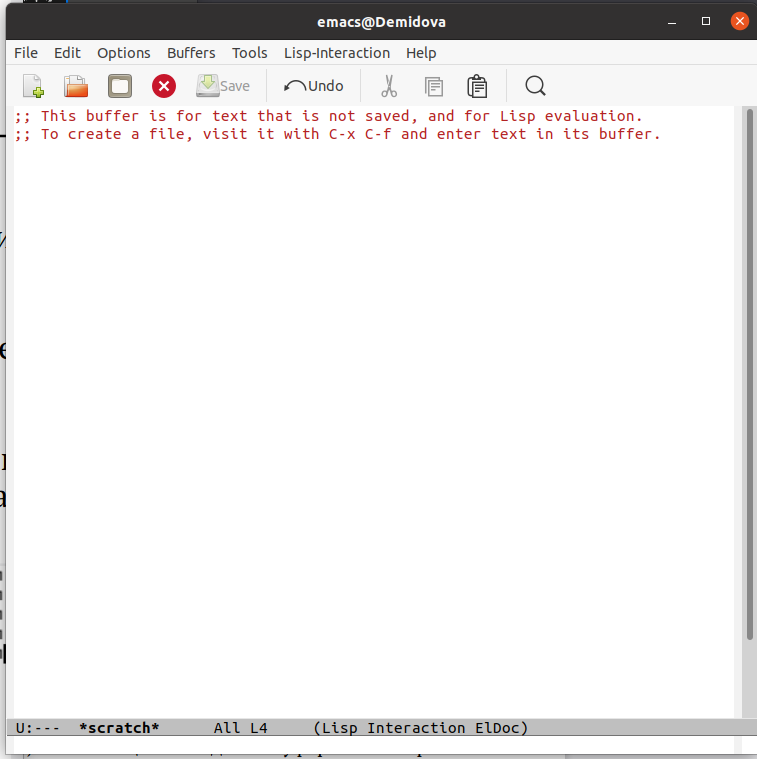 emacs@Demidova
File Edit Options Buffers Tools Lisp-Interaction Help
Save Undo
;; This buffer is for text that is not saved, and for Lisp evaluation.
;; To create a file, visit it with C-x C-f and enter text in its buffer.
U:--- *scratch* All L4 (Lisp Interaction ElDoc)